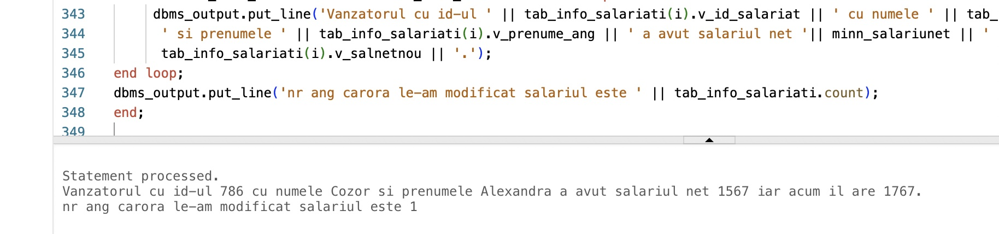 343 dbms_output.put_line('Vanzatorul cu id-ul ' || tab_info_salariati(i).v_id_salariat || ' cu numele ' || tab_
344 ' si prenumele ' || tab_info_salariati(i).v_prenume_ang || ' a avut salariul net '|| minn_salariunet || '
345 tab_info_salariati(i).v_salnetnou || '.');
346 end loop;
347 dbms_output.put_line('nr ang carora le-am modificat salariul este ' || tab_info_salariati.count);
348 end;
349
Statement processed.
Vanzatorul cu id-ul 786 cu numele Cozor si prenumele Alexandra a avut salariul net 1567 iar acum il are 1767.
nr ang carora le-am modificat salariul este 1